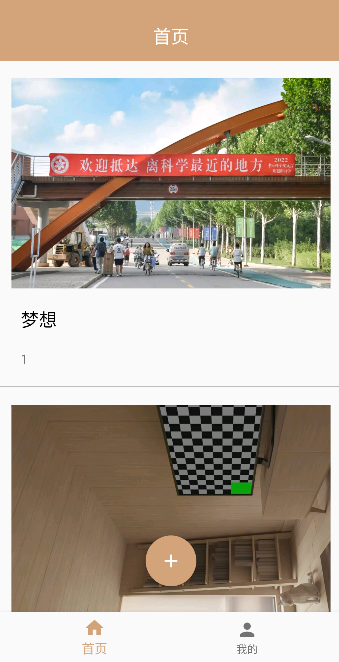 首页
欢迎抵达 离科学最近的地方
2022
梦想
1
首页
我的